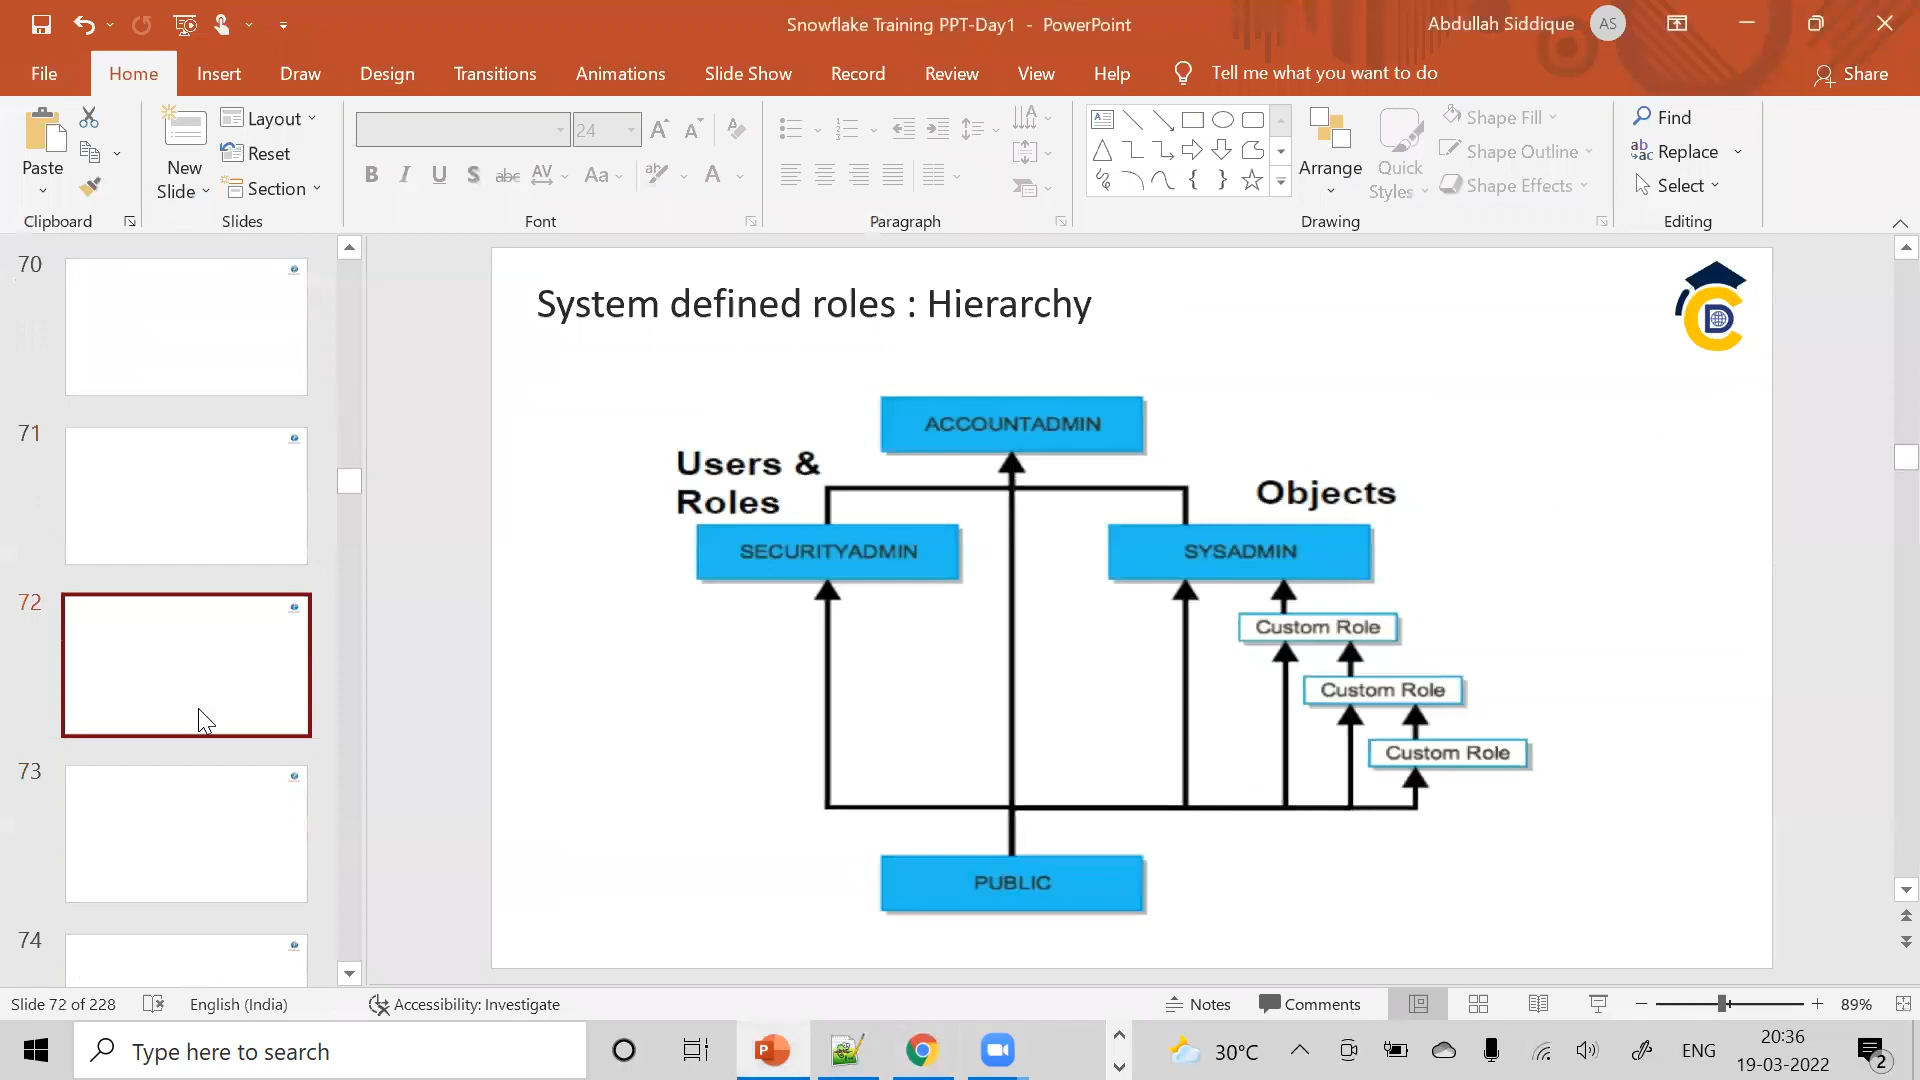 Snowflake Training PPT-Day1 - PowerPoint
Abdullah Siddique
AS
File
Home
Insert
Draw
Design
Transitions
Animations
Slide Show
Record
Review
View
Help
Tell me what you want to do
Share
Paste
Clipboard
New
Slide
Layout
Reset
Section
Slides
24
Font
Paragraph
Arrange
Quick
Styles
Shape Fill
Shape Outline
Shape Effects
Drawing
Find
Replace
Select
Editing
70
71
72
73
74
System defined roles : Hierarchy
ACCOUNTADMIN
Users &
Roles
Objects
SECURITYADMIN
SYSADMIN
Custom Role
Custom Role
Custom Role
PUBLIC
Slide 72 of 228
English (India)
Accessibility: Investigate
Notes
Comments
89%
Type here to search
30°C
ENG
20:36
19-03-2022
2